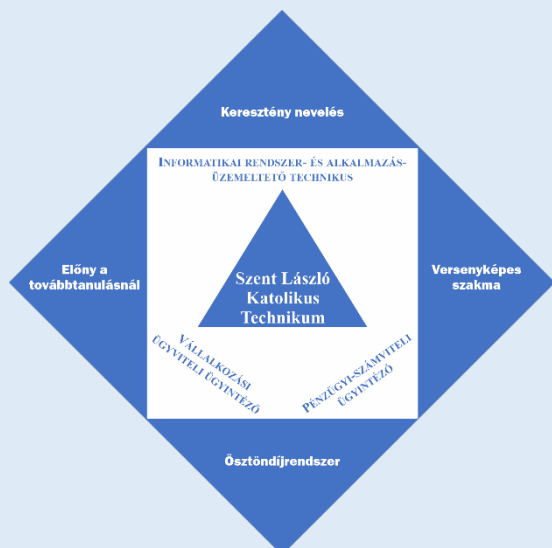 Keresztény nevelés
INFORMATIKAI RENDSZER- ÉS ALKALMAZÁS-
ÜZEMELTETŐ TECHNIKUS
Előny a
továbbtanulásnál
Szent László
Katolikus
Technikum
Versenyképes
szakma
VÁLLALKOZÁSI
ÜGYVITELI ÜGYINTÉZŐ
PÉNZÜGYI-SZÁMVITELI
ÜGYINTÉZŐ
Ösztöndíjrendszer